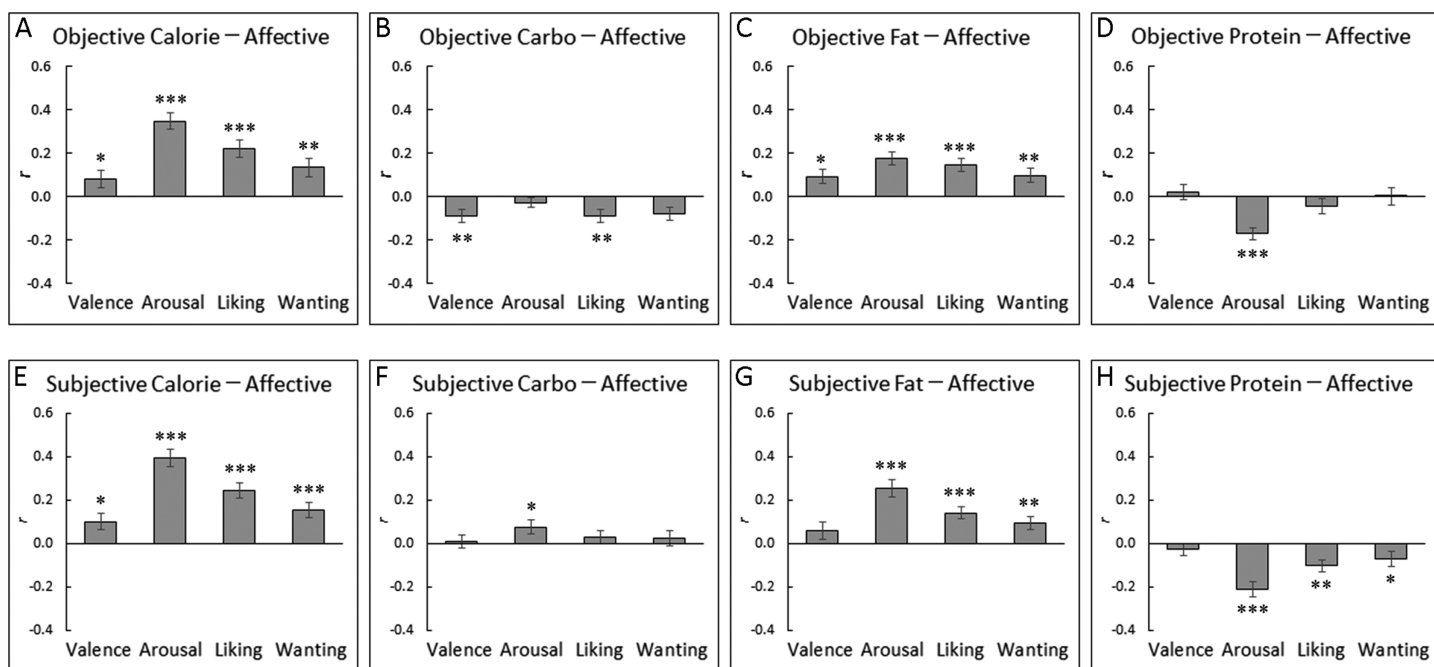 A Objective Calorie — Affective
0.6
0.4
0.2
0.0
-0.2
-0.4
r
*
***
***
**
Valence Arousal Liking Wanting
B Objective Carbo — Affective
0.6
0.4
0.2
0.0
-0.2
-0.4
r
**
**
Valence Arousal Liking Wanting
C Objective Fat — Affective
0.6
0.4
0.2
0.0
-0.2
-0.4
r
*
***
***
**
Valence Arousal Liking Wanting
D Objective Protein — Affective
0.6
0.4
0.2
0.0
-0.2
-0.4
r
***
Valence Arousal Liking Wanting
E Subjective Calorie — Affective
0.6
0.4
0.2
0.0
-0.2
-0.4
r
*
***
***
***
Valence Arousal Liking Wanting
F Subjective Carbo — Affective
0.6
0.4
0.2
0.0
-0.2
-0.4
r
*
Valence Arousal Liking Wanting
G Subjective Fat — Affective
0.6
0.4
0.2
0.0
-0.2
-0.4
r
***
***
**
Valence Arousal Liking Wanting
H Subjective Protein — Affective
0.6
0.4
0.2
0.0
-0.2
-0.4
r
***
**
*
Valence Arousal Liking Wanting